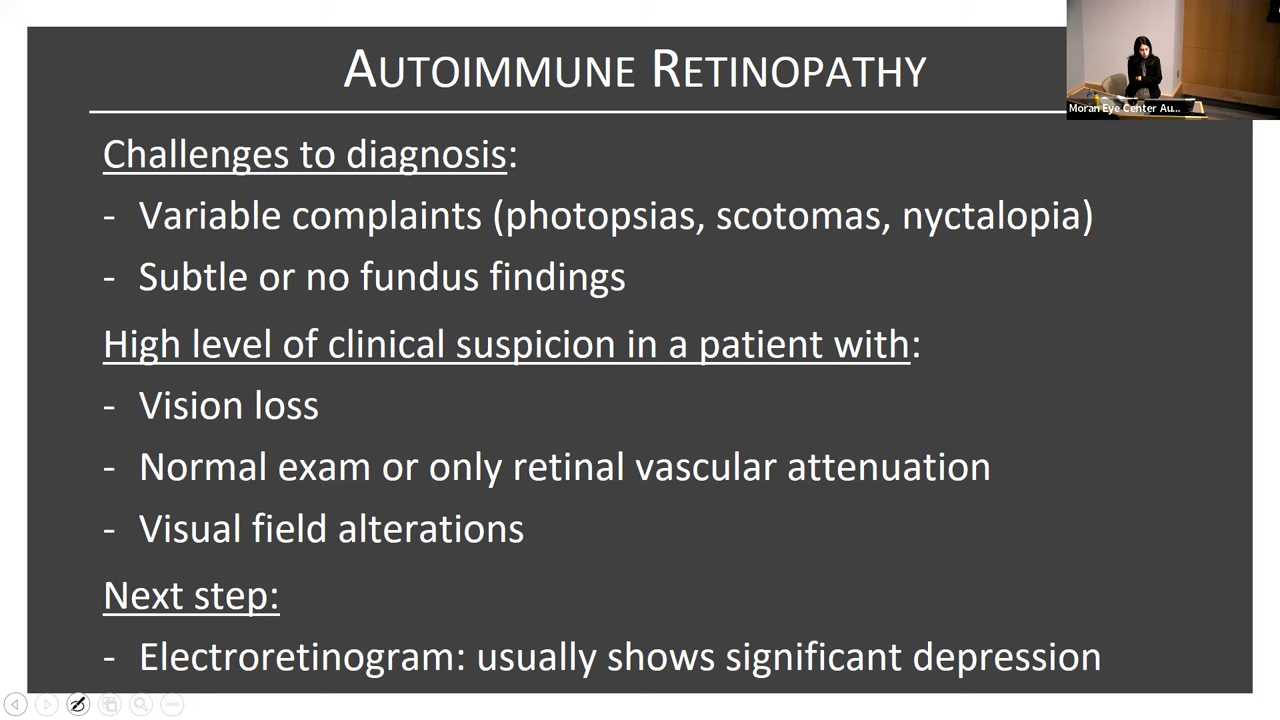 AUTOIMMUNE RETINOPATHY
Moran Eye Center Au...
Challenges to diagnosis:
- Variable complaints (photopsias, scotomas, nyctalopia)
- Subtle or no fundus findings
High level of clinical suspicion in a patient with:
- Vision loss
- Normal exam or only retinal vascular attenuation
- Visual field alterations
Next step:
- Electroretinogram: usually shows significant depression